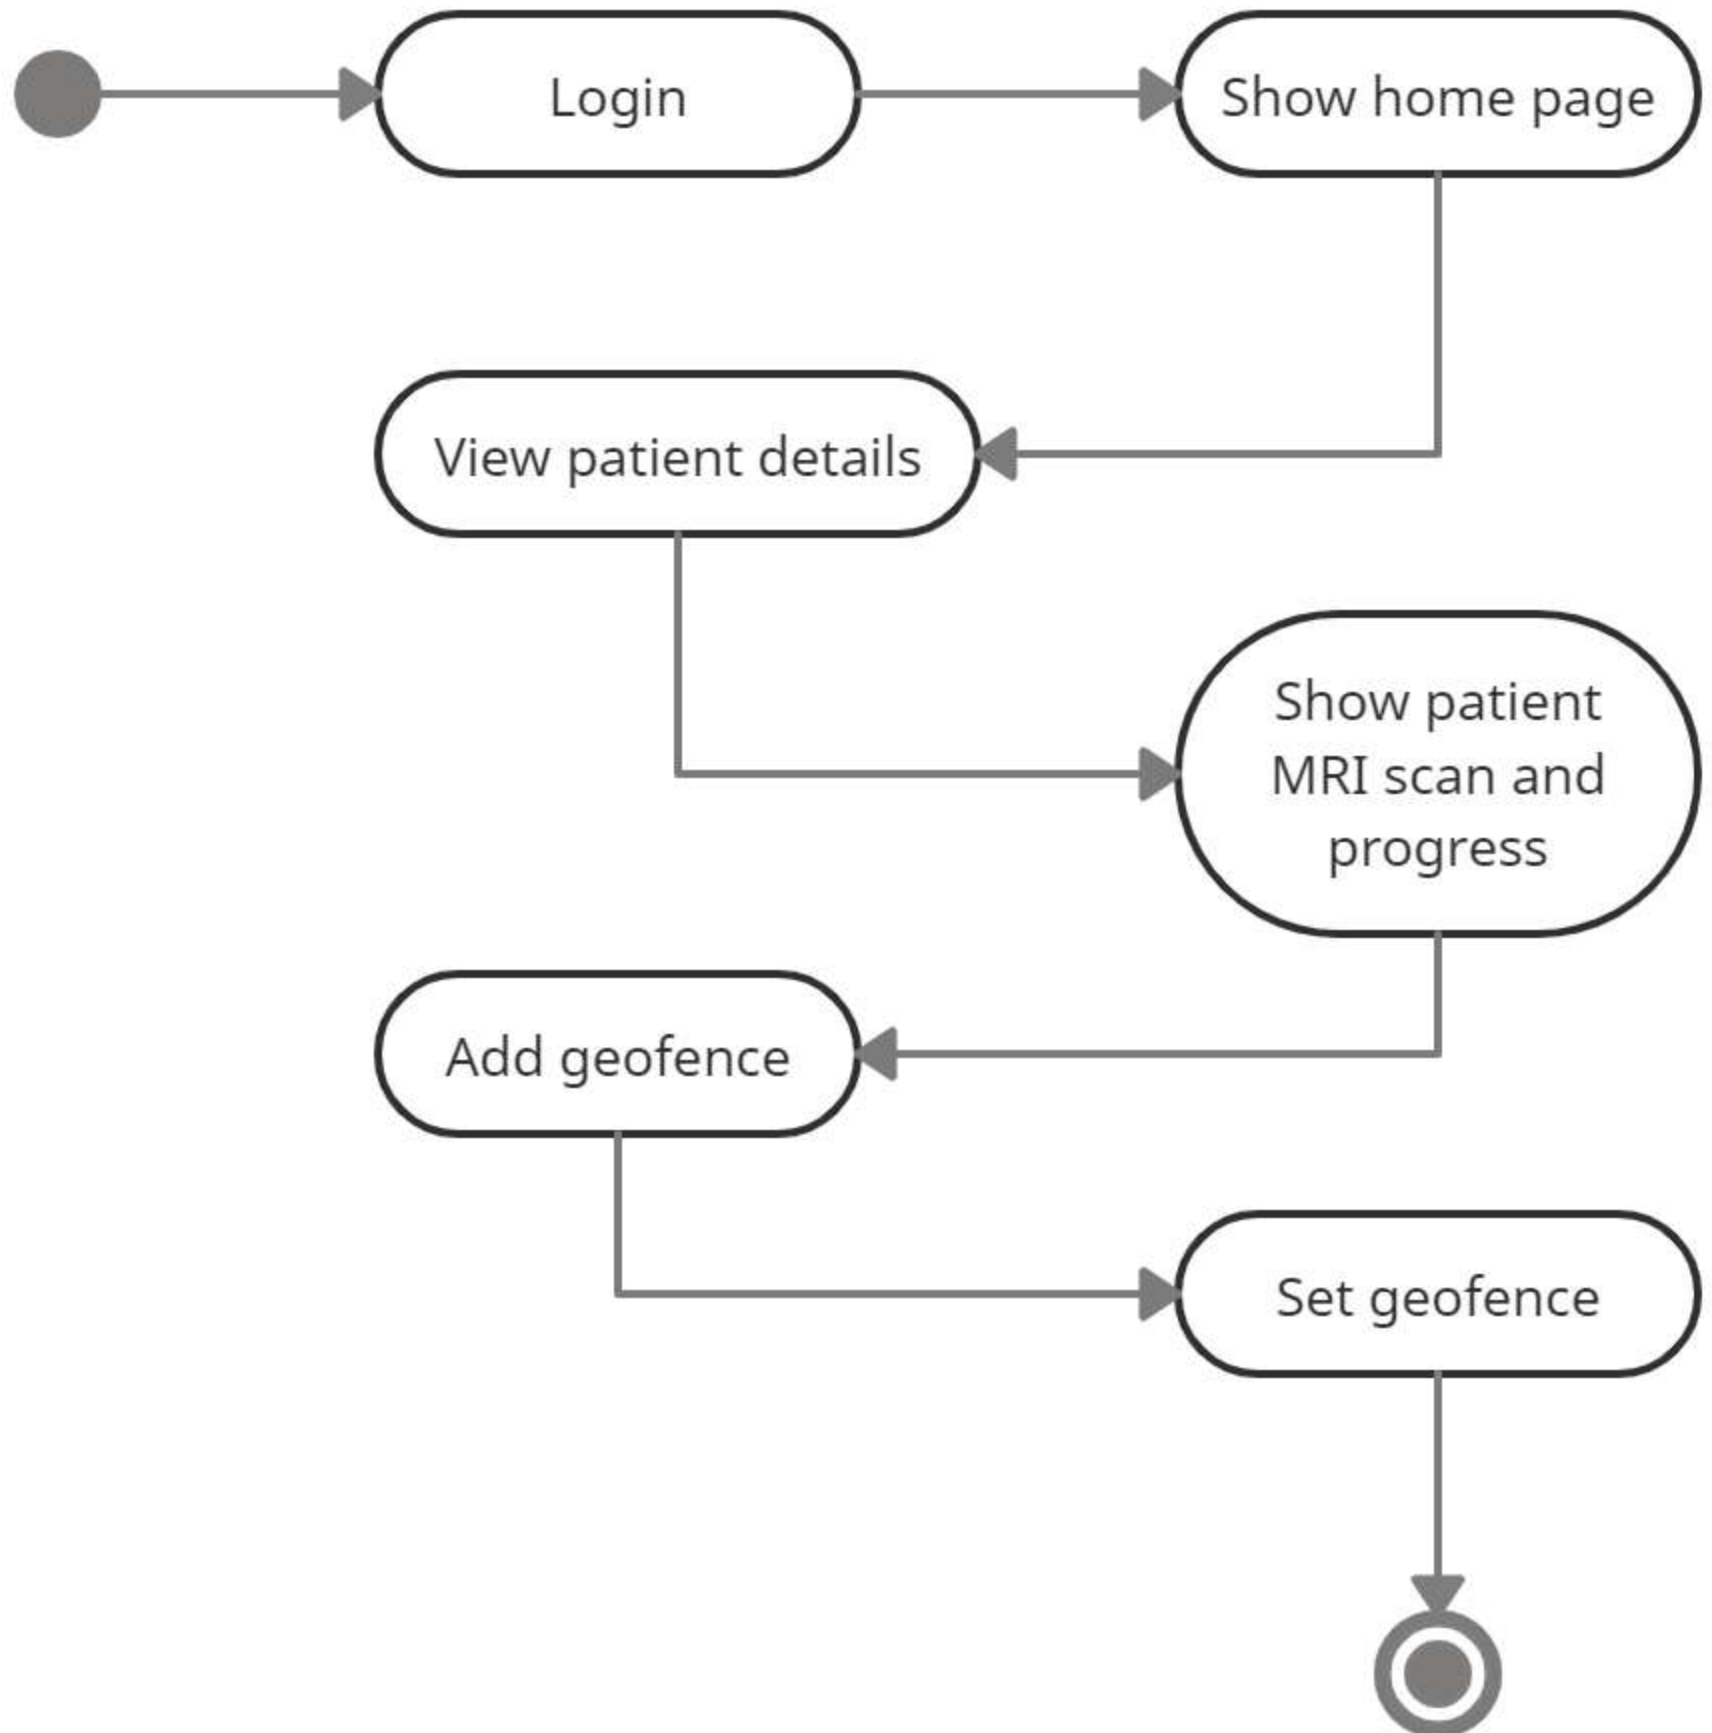 Login
Show home page
View patient details
Show patient
MRI scan and
progress
Add geofence
Set geofence